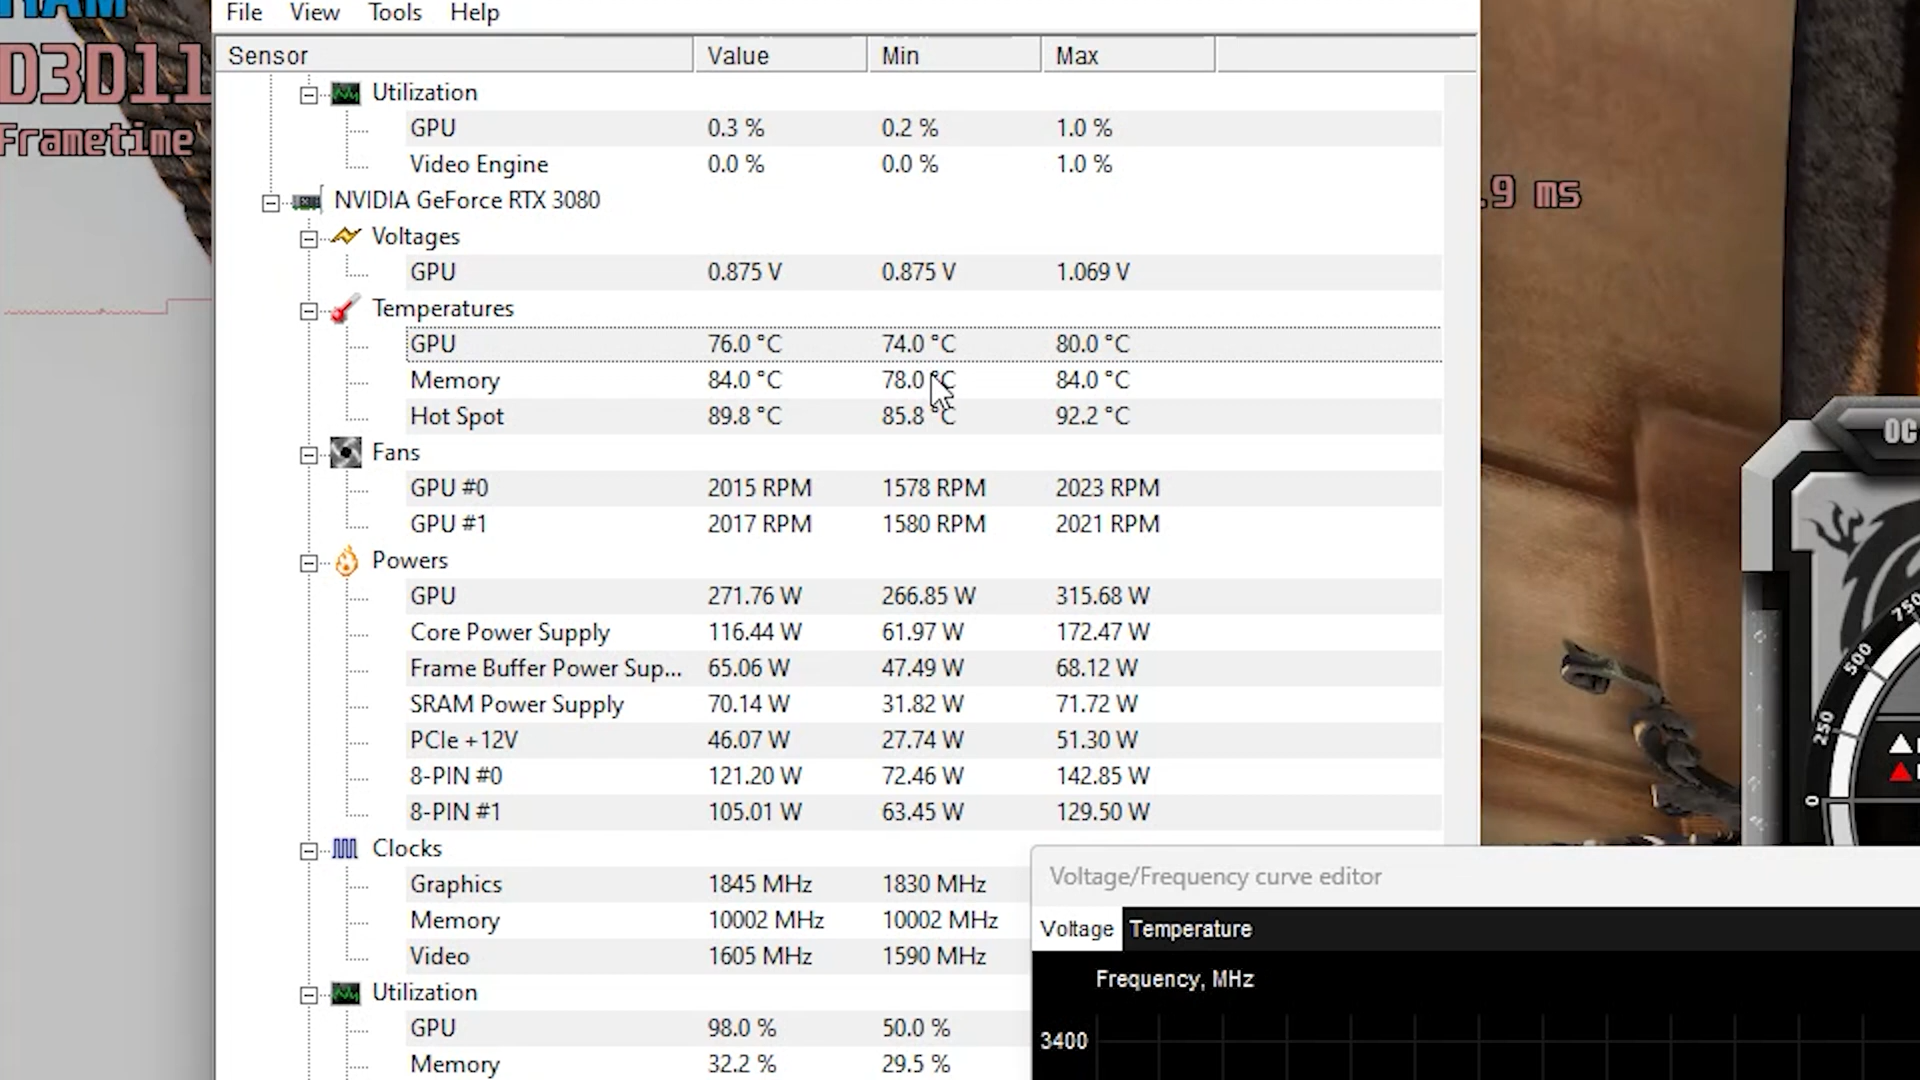 RAM
D3D11
Frametime
.9 ms
File View Tools Help
Sensor Value Min Max
Utilization
GPU 0.3 % 0.2 % 1.0 %
Video Engine 0.0 % 0.0 % 1.0 %
NVIDIA GeForce RTX 3080
Voltages
GPU 0.875 V 0.875 V 1.069 V
Temperatures
GPU 76.0 °C 74.0 °C 80.0 °C
Memory 84.0 °C 78.0 °C 84.0 °C
Hot Spot 89.8 °C 85.8 °C 92.2 °C
Fans
GPU #0 2015 RPM 1578 RPM 2023 RPM
GPU #1 2017 RPM 1580 RPM 2021 RPM
Powers
GPU 271.76 W 266.85 W 315.68 W
Core Power Supply 116.44 W 61.97 W 172.47 W
Frame Buffer Power Sup... 65.06 W 47.49 W 68.12 W
SRAM Power Supply 70.14 W 31.82 W 71.72 W
PCIe +12V 46.07 W 27.74 W 51.30 W
8-PIN #0 121.20 W 72.46 W 142.85 W
8-PIN #1 105.01 W 63.45 W 129.50 W
Clocks
Graphics 1845 MHz 1830 MHz
Memory 10002 MHz 10002 MHz
Video 1605 MHz 1590 MHz
Utilization
GPU 98.0 % 50.0 %
Memory 32.2 % 29.5 %
OC
750
500
250
0
Voltage/Frequency curve editor
Voltage Temperature
Frequency, MHz
3400